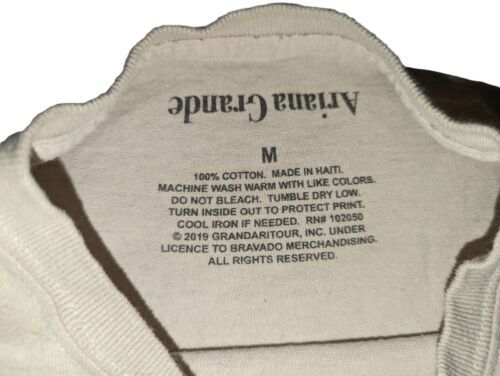 Ariana Grande
M
100% COTTON. MADE IN HAITI.
MACHINE WASH WARM WITH LIKE COLORS.
DO NOT BLEACH. TUMBLE DRY LOW.
TURN INSIDE OUT TO PROTECT PRINT.
COOL IRON IF NEEDED. RN# 102050
© 2019 GRANDARITOUR, INC. UNDER
LICENCE TO BRAVADO MERCHANDISING.
ALL RIGHTS RESERVED.